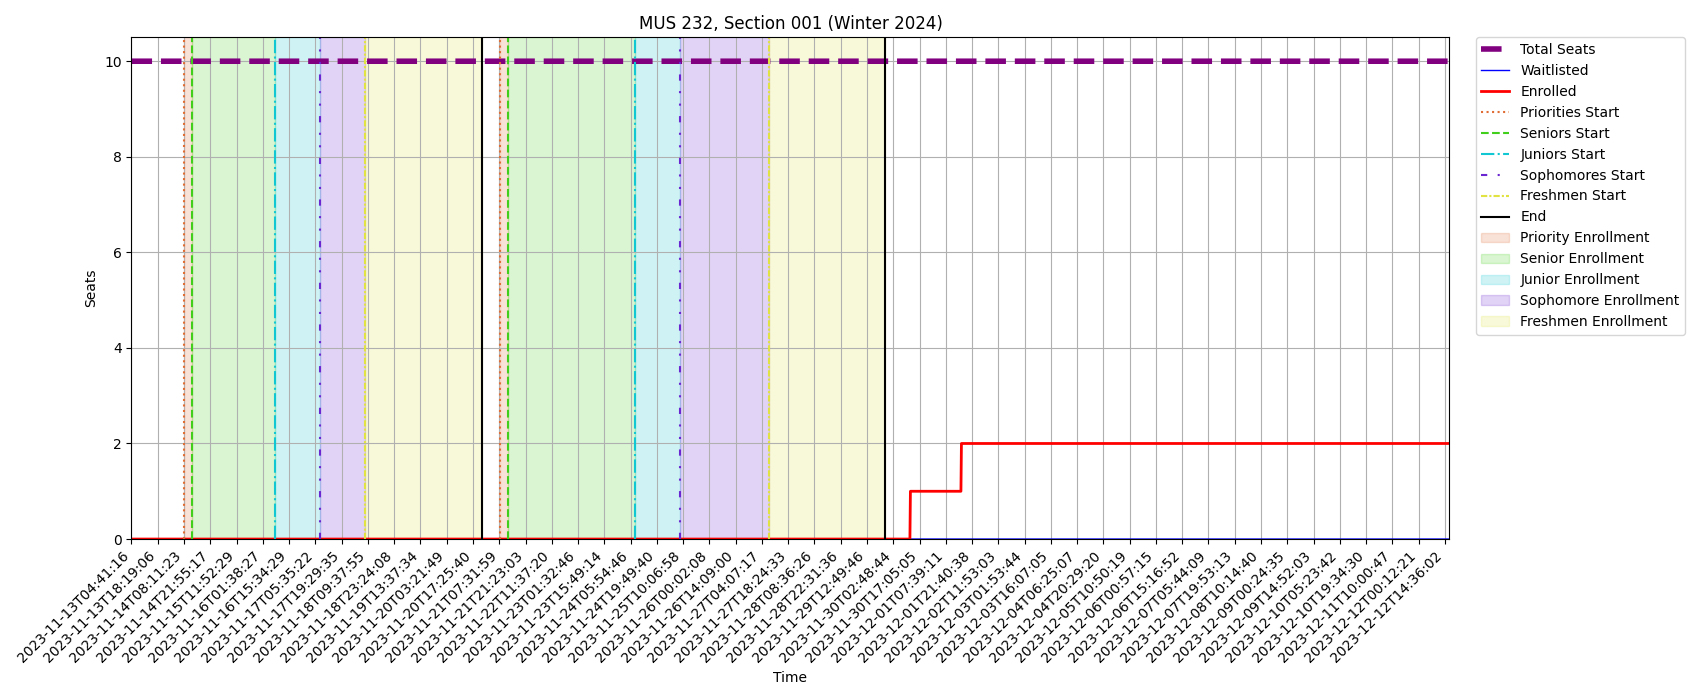 MUS 232, Section 001 (Winter 2024)
Seats
10
8
6
4
2
0
2023-11-13T04:41:16
2023-11-13T18:19:06
2023-11-14T08:11:23
2023-11-14T21:55:17
2023-11-15T11:52:29
2023-11-16T01:38:27
2023-11-16T15:34:29
2023-11-17T05:35:22
2023-11-17T19:29:35
2023-11-18T09:37:55
2023-11-18T23:24:08
2023-11-19T13:37:34
2023-11-20T03:21:49
2023-11-20T17:25:40
2023-11-21T07:31:59
2023-11-21T21:23:03
2023-11-22T11:37:20
2023-11-23T01:32:46
2023-11-23T15:49:14
2023-11-24T05:54:46
2023-11-24T19:49:40
2023-11-25T10:06:58
2023-11-26T00:02:08
2023-11-26T14:09:00
2023-11-27T04:07:17
2023-11-27T18:24:33
2023-11-28T08:36:26
2023-11-28T22:31:36
2023-11-29T12:49:46
2023-11-30T02:48:44
2023-11-30T17:05:05
2023-12-01T07:39:11
2023-12-01T21:40:38
2023-12-02T11:53:03
2023-12-03T01:53:44
2023-12-03T16:07:05
2023-12-04T06:25:07
2023-12-04T20:29:20
2023-12-05T10:50:19
2023-12-06T00:57:15
2023-12-06T15:16:52
2023-12-07T05:44:09
2023-12-07T19:53:13
2023-12-08T10:14:40
2023-12-09T00:24:35
2023-12-09T14:52:03
2023-12-10T05:23:42
2023-12-10T19:34:30
2023-12-11T10:00:47
2023-12-12T00:12:21
2023-12-12T14:36:02
Time
Total Seats
Waitlisted
Enrolled
Priorities Start
Seniors Start
Juniors Start
Sophomores Start
Freshmen Start
End
Priority Enrollment
Senior Enrollment
Junior Enrollment
Sophomore Enrollment
Freshmen Enrollment